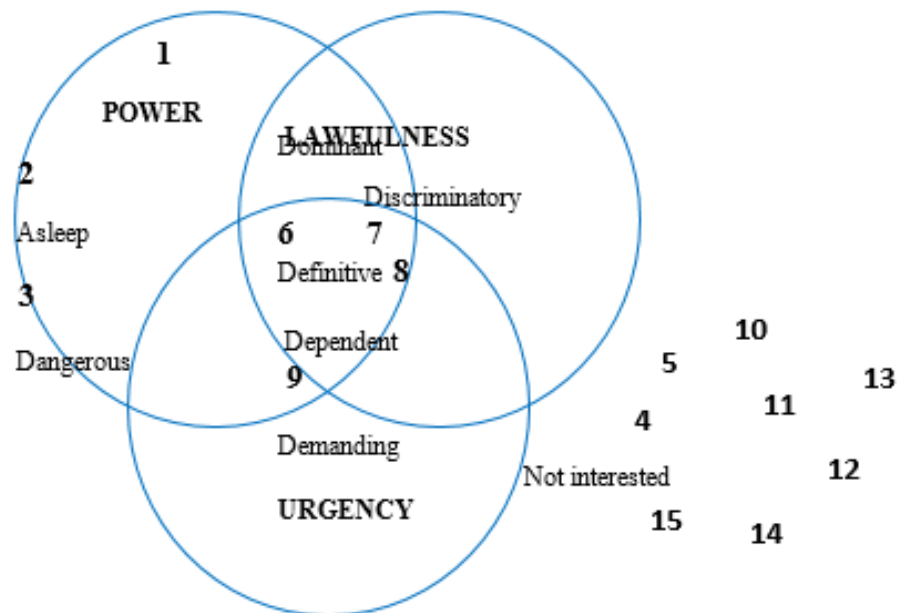 1
POWER
LAWFULNESS
Dominant
2
Discriminatory
Asleep
6 7
Definitive 8
3
10
Dependent
Dangerous
5
9
13
11
4
Demanding
12
Not interested
URGENCY
15
14